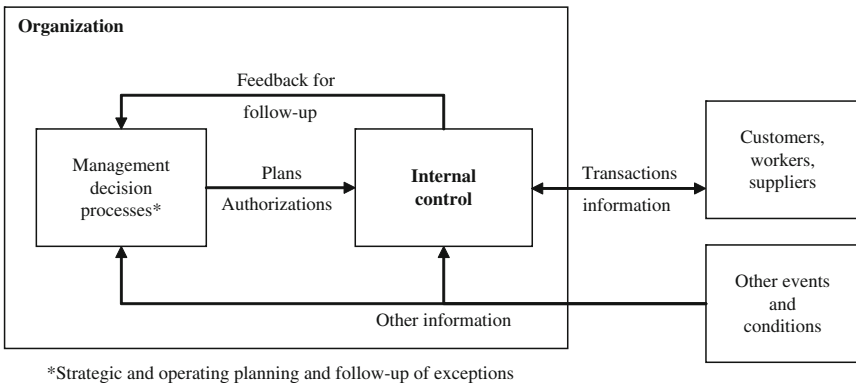 Organization
Feedback for
follow-up
Management
decision
processes*
Plans
Authorizations
Internal
control
Transactions
information
Customers,
workers,
suppliers
Other information
Other events
and
conditions
*Strategic and operating planning and follow-up of exceptions